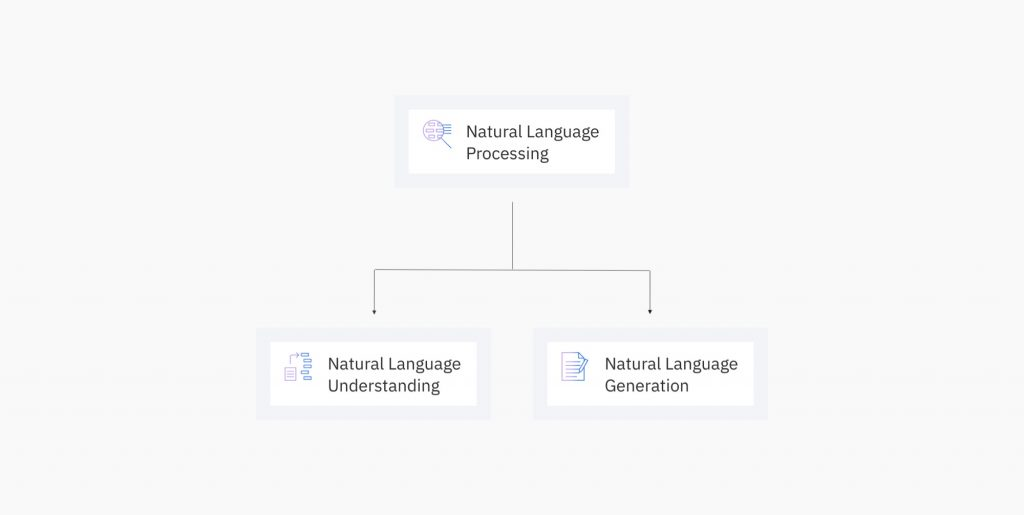 Natural Language
Processing
Natural Language
Understanding
Natural Language
Generation